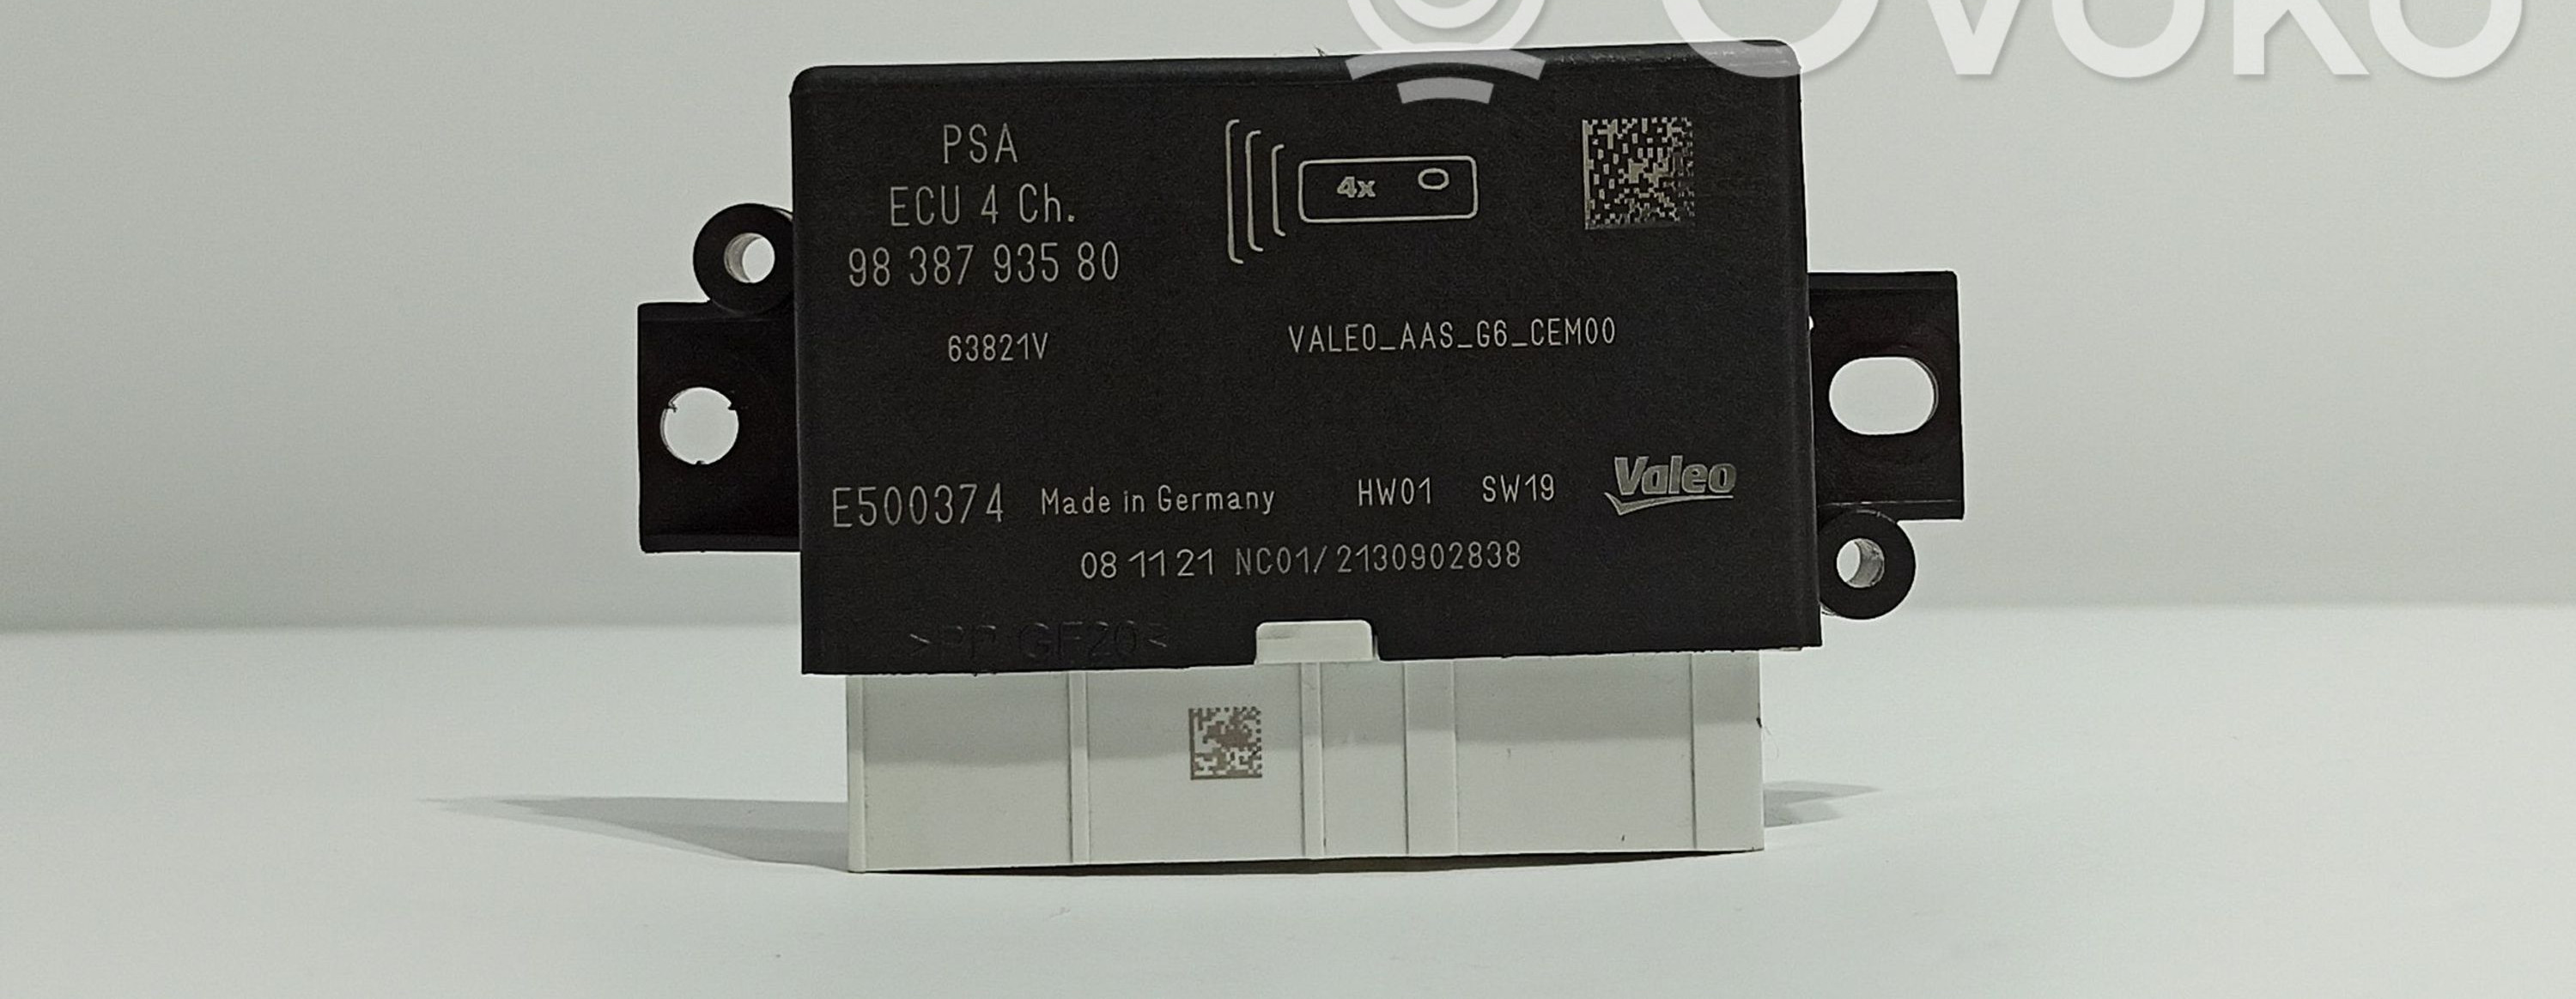 OVOKO
PSA
ECU 4 Ch.
98 387 935 80
4x O
63821V
VALEO_AAS_G6_CEM00
E500374 Made in Germany HW01 SW19 Valeo
08 11 21 NC01/2130902838
>PP GF20<